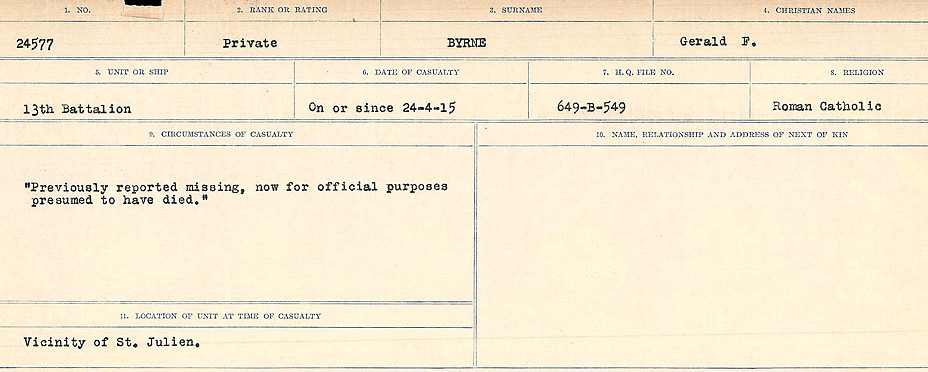 1. NO. 2. RANK OR RATING 3. SURNAME 4. CHRISTIAN NAMES
24577 Private BYRNE Gerald F.
5. UNIT OR SHIP 6. DATE OF CASUALTY 7. H. Q. FILE NO. 8. RELIGION
13th Battalion On or since 24-4-15 649-B-549 Roman Catholic
9. CIRCUMSTANCES OF CASUALTY 10. NAME, RELATIONSHIP AND ADDRESS OF NEXT OF KIN
"Previously reported missing, now for official purposes
presumed to have died."
11. LOCATION OF UNIT AT TIME OF CASUALTY
Vicinity of St. Julien.